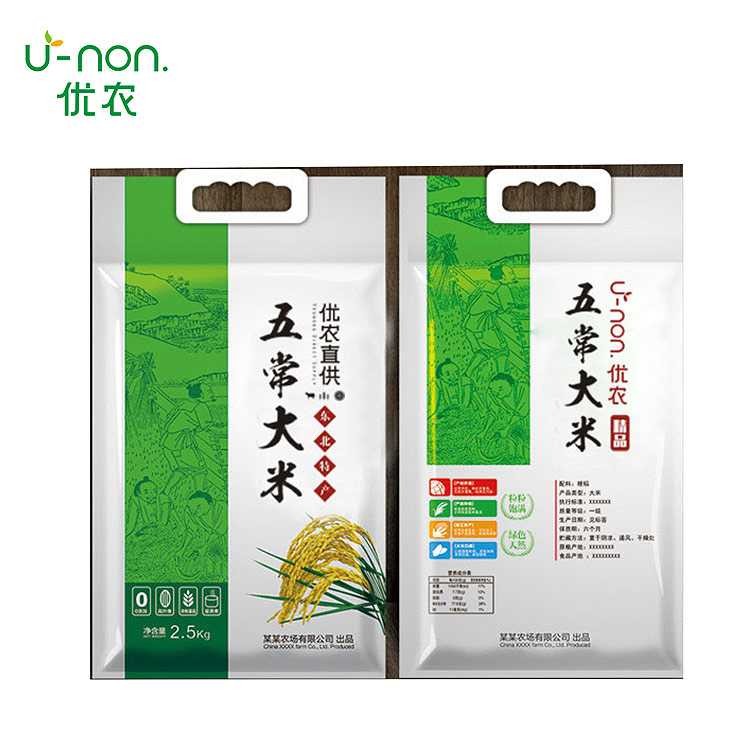 U-non.
优农
优农直供
五常大米
东北特产
净含量 2.5Kg
某某农场有限公司 出品
China XXXX farm Co., Ltd. Produced
U-non. 优农
五常大米
精品
粒粒
饱满
绿色
天然
配料：粳稻
产品类型：大米
执行标准：XXXXXXX
质量等级：一级
生产日期：见标签
保质期：六个月
贮藏方法：置于阴凉、通风、干燥处
原粮产地：XXXXXXXX
食品产地：XXXXXXXXX
营养成分表
某某农场有限公司 出品
China XXXX farm Co., Ltd. Produced